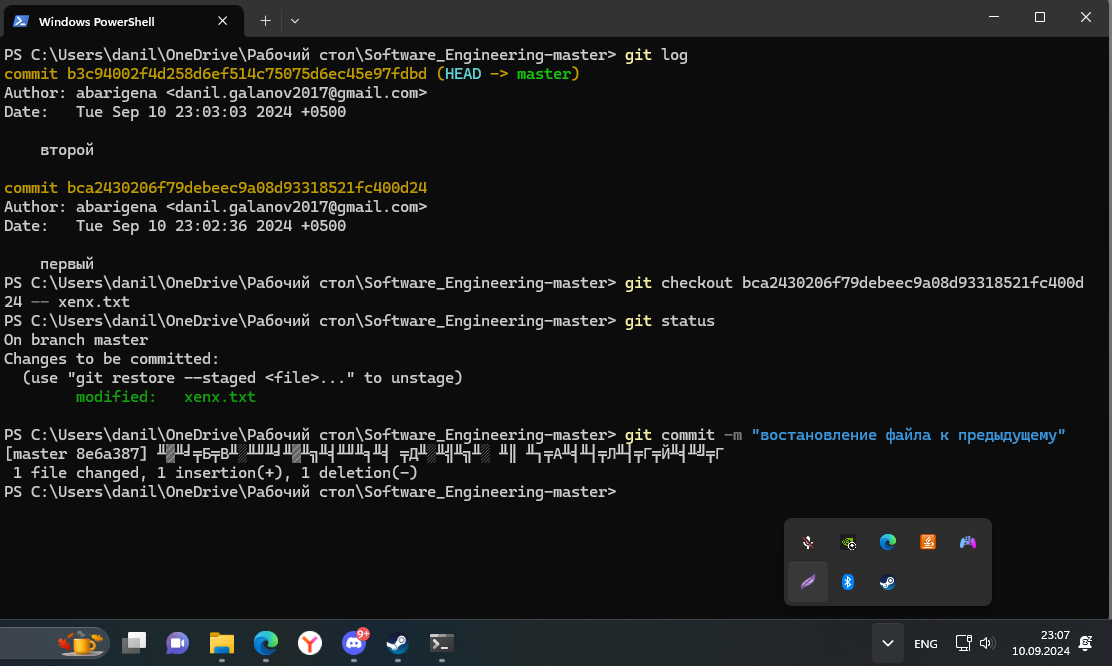 Windows PowerShell
PS C:\Users\danil\OneDrive\Рабочий стол\Software_Engineering-master> git log
commit b3c94002f4d258d6ef514c75075d6ec45e97fdbd (HEAD -> master)
Author: abarigena <danil.galanov2017@gmail.com>
Date:   Tue Sep 10 23:03:03 2024 +0500
второй
commit bca2430206f79debeec9a08d93318521fc400d24
Author: abarigena <danil.galanov2017@gmail.com>
Date:   Tue Sep 10 23:02:36 2024 +0500
первый
PS C:\Users\danil\OneDrive\Рабочий стол\Software_Engineering-master> git checkout bca2430206f79debeec9a08d93318521fc400d
24 -- xenx.txt
PS C:\Users\danil\OneDrive\Рабочий стол\Software_Engineering-master> git status
On branch master
Changes to be committed:
(use "git restore --staged <file>..." to unstage)
modified:   xenx.txt
PS C:\Users\danil\OneDrive\Рабочий стол\Software_Engineering-master> git commit -m "востановление файла к предыдущему"
[master 8e6a387]
1 file changed, 1 insertion(+), 1 deletion(-)
PS C:\Users\danil\OneDrive\Рабочий стол\Software_Engineering-master>
9+
ENG
23:07
10.09.2024